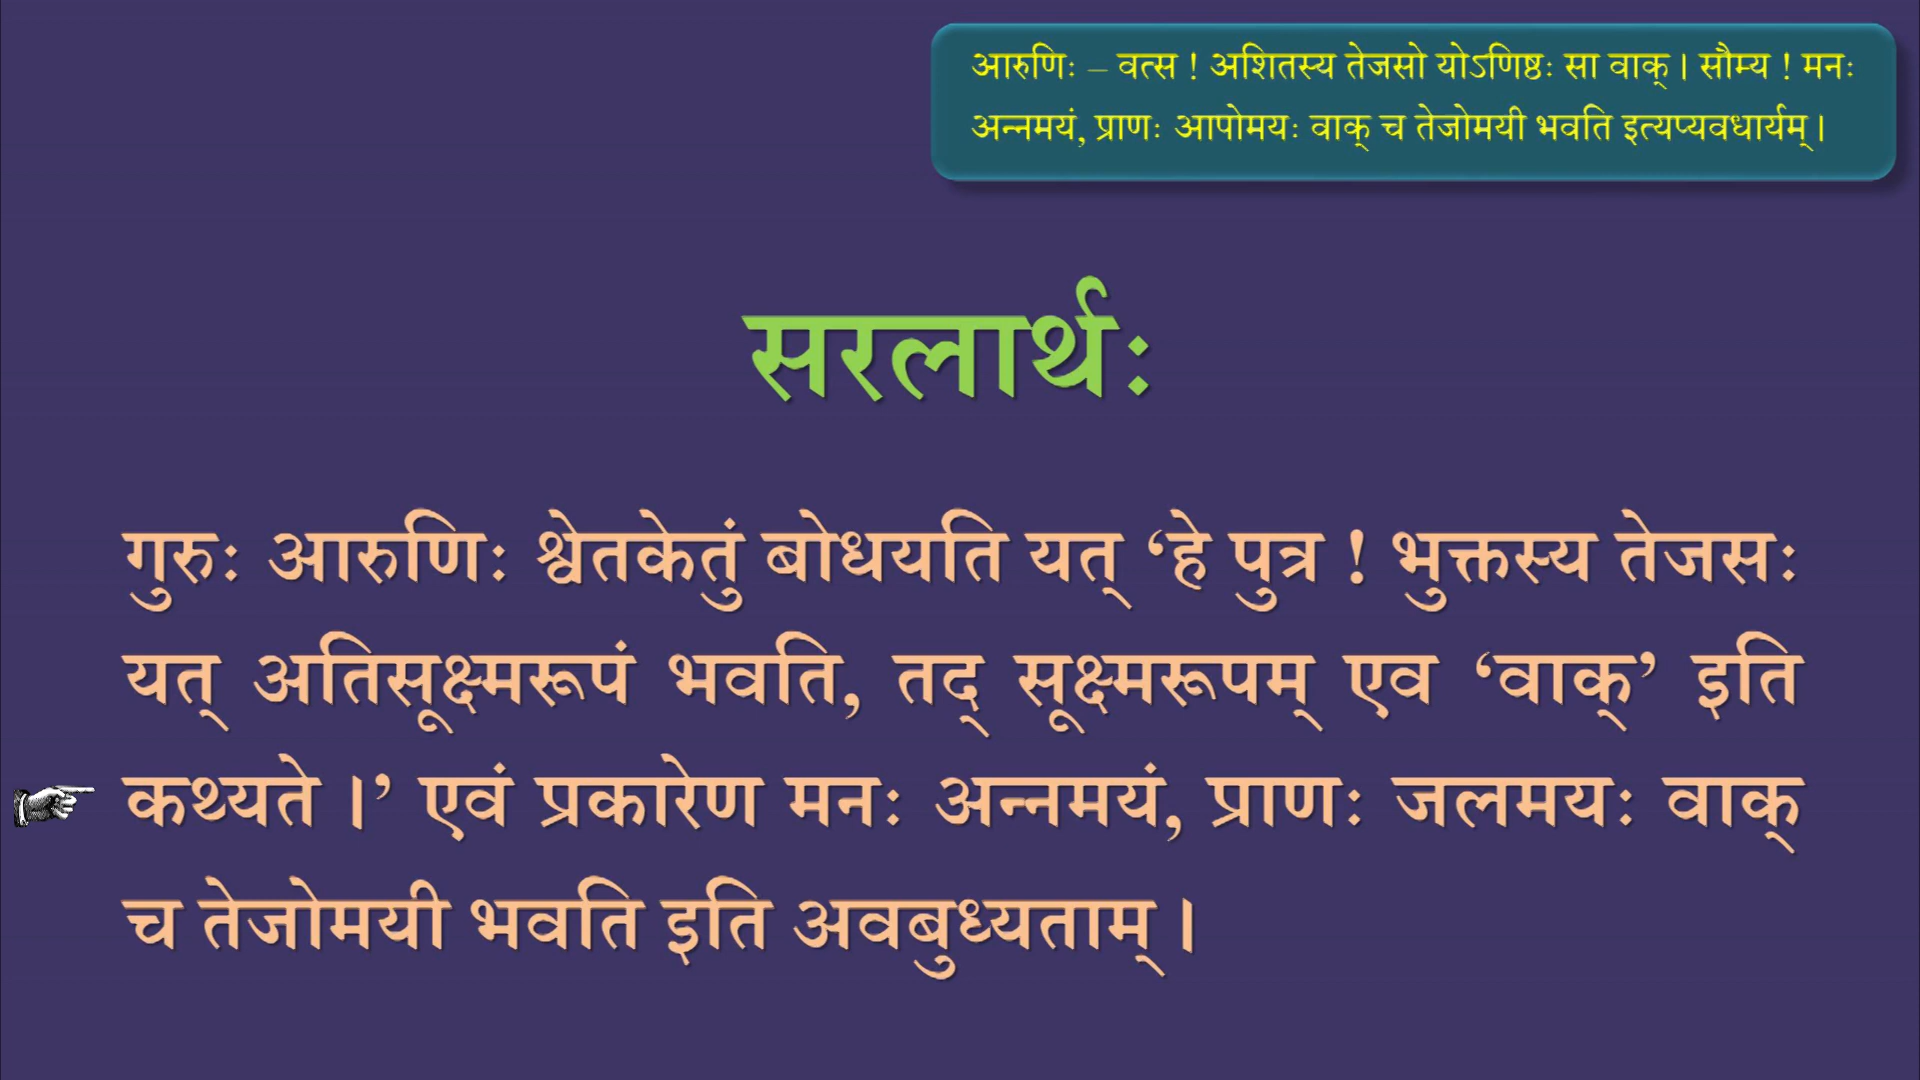 आरुणिः – वत्स ! अशितस्य तेजसो योऽणिष्ठः सा वाक् । सौम्य ! मनः
अन्नमयं, प्राणः आपोमयः वाक् च तेजोमयी भवति इत्यप्यवधार्यम् ।
सरलार्थः
गुरुः आरुणिः श्वेतकेतुं बोधयति यत् ‘हे पुत्र ! भुक्तस्य तेजसः
यत् अतिसूक्ष्मरूपं भवति, तद् सूक्ष्मरूपम् एव ‘वाक्’ इति
कथ्यते ।’ एवं प्रकारेण मनः अन्नमयं, प्राणः जलमयः वाक्
च तेजोमयी भवति इति अवबुध्यताम् ।